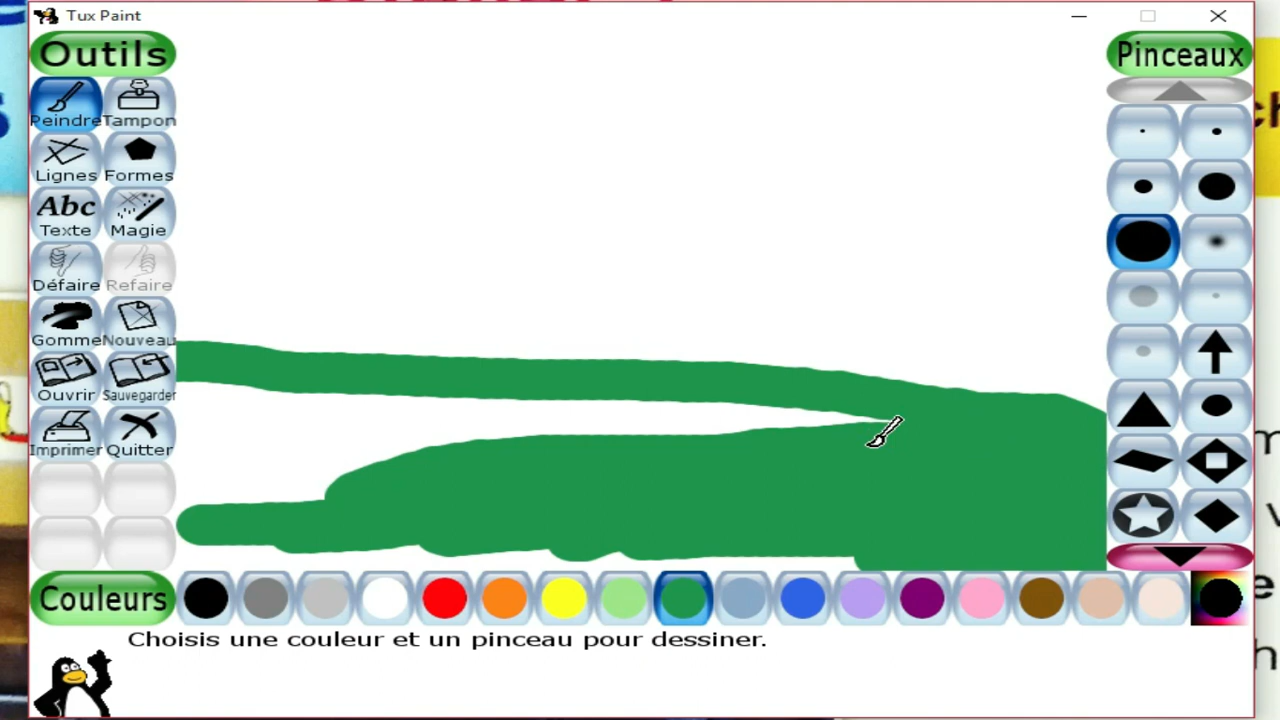 Tux Paint
Outils
Pinceaux
Peindre Tampon
Lignes Formes
Abc
Texte Magie
Défaire Refaire
Gomme Nouveau
Ouvrir Sauvegarder
Imprimer Quitter
Couleurs
Choisis une couleur et un pinceau pour dessiner.